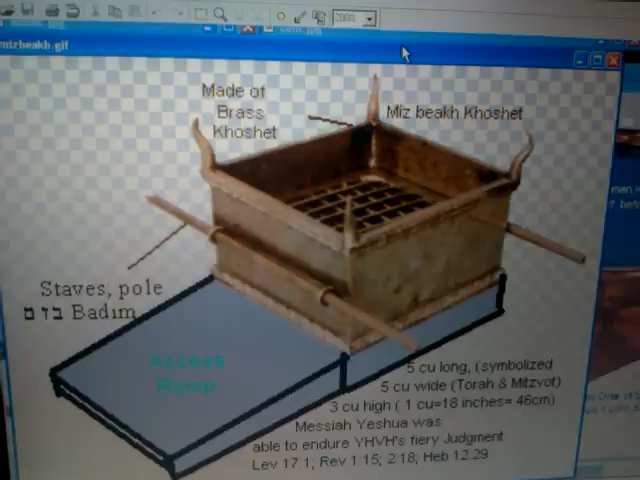 mizbeakh.gif
200%
Made of
Brass
Khoshet
Miz beakh Khoshet
Staves, pole
בדם Badim
Access
Ramp
5 cu long, (symbolized
5 cu wide (Torah & Mitzvot)
3 cu high ( 1 cu=18 inches= 46cm)
Messiah Yeshua was
able to endure YHVH's fiery Judgment
Lev 17:1, Rev 1:15; 2:18; Heb 12:29